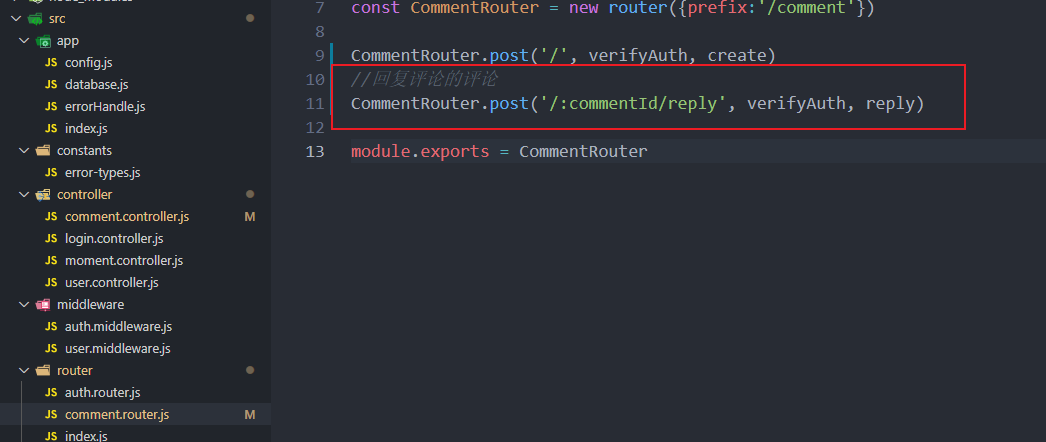 src
app
JS config.js
JS database.js
JS errorHandle.js
JS index.js
constants
JS error-types.js
controller
JS comment.controller.js M
JS login.controller.js
JS moment.controller.js
JS user.controller.js
middleware
JS auth.middleware.js
JS user.middleware.js
router
JS auth.router.js
JS comment.router.js M
JS index.js
7 const CommentRouter = new router({prefix:'/comment'})
8
9 CommentRouter.post('/', verifyAuth, create)
10 //回复评论的评论
11 CommentRouter.post('/:commentId/reply', verifyAuth, reply)
12
13 module.exports = CommentRouter